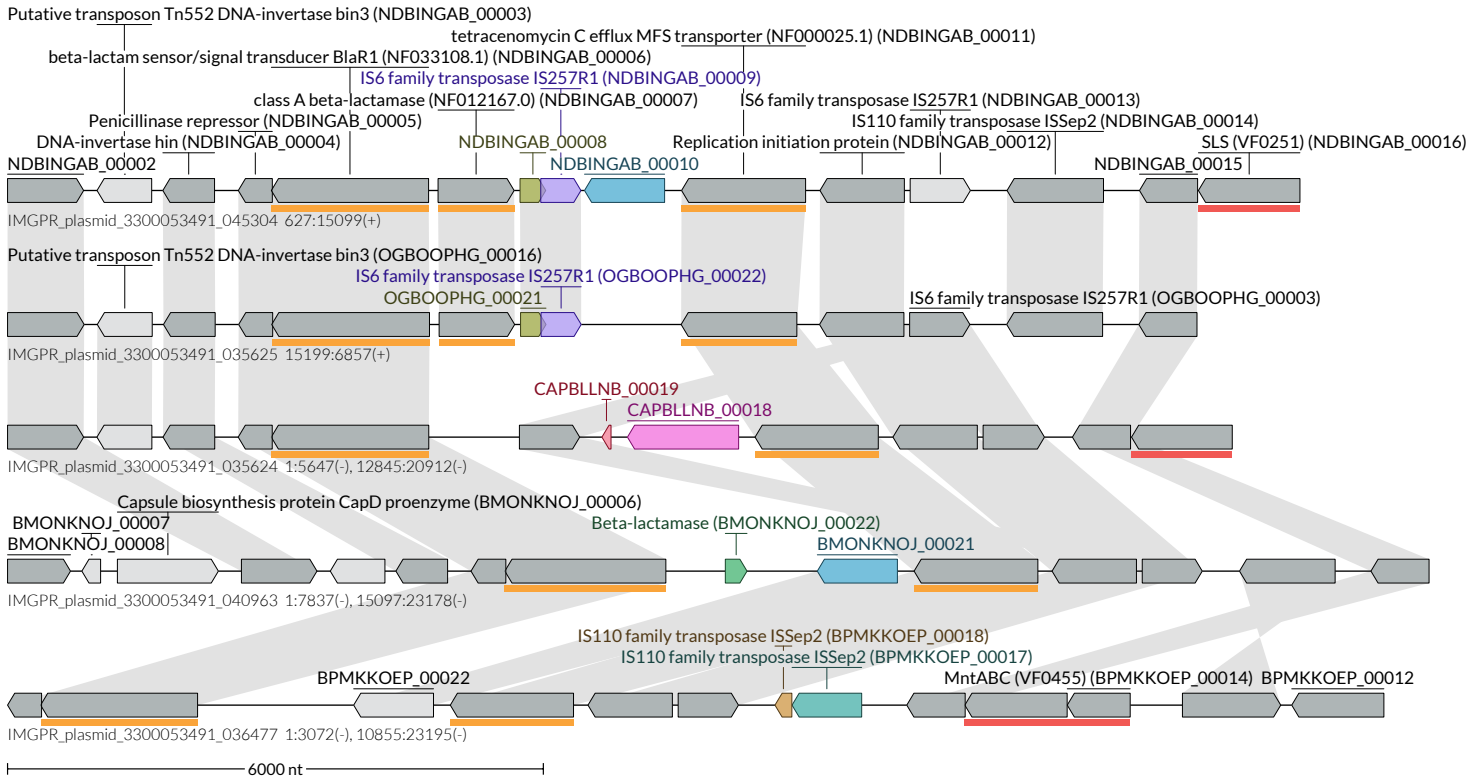 Putative transposon Tn552 DNA-invertase bin3 (NDBINGAB_00003)
tetracenomycin C efflux MFS transporter (NF000025.1) (NDBINGAB_00011)
beta-lactam sensor/signal transducer BlaR1 (NF033108.1) (NDBINGAB_00006)
IS6 family transposase IS257R1 (NDBINGAB_00009)
class A beta-lactamase (NF012167.0) (NDBINGAB_00007)
IS6 family transposase IS257R1 (NDBINGAB_00013)
Penicillinase repressor (NDBINGAB_00005)
IS110 family transposase ISSep2 (NDBINGAB_00014)
DNA-invertase hin (NDBINGAB_00004)
NDBINGAB_00008
Replication initiation protein (NDBINGAB_00012)
SLS (VF0251) (NDBINGAB_00016)
NDBINGAB_00002
NDBINGAB_00010
NDBINGAB_00015
IMGPR_plasmid_3300053491_045304 627:15099(+)
Putative transposon Tn552 DNA-invertase bin3 (OGBOOPHG_00016)
IS6 family transposase IS257R1 (OGBOOPHG_00022)
OGBOOPHG_00021
IS6 family transposase IS257R1 (OGBOOPHG_00003)
IMGPR_plasmid_3300053491_035625 15199:6857(+)
CAPBLLNB_00019
CAPBLLNB_00018
IMGPR_plasmid_3300053491_035624 1:5647(-), 12845:20912(-)
Capsule biosynthesis protein CapD proenzyme (BMONKNOJ_00006)
BMONKNOJ_00007
Beta-lactamase (BMONKNOJ_00022)
BMONKNOJ_00008
BMONKNOJ_00021
IMGPR_plasmid_3300053491_040963 1:7837(-), 15097:23178(-)
IS110 family transposase ISSep2 (BPMKKOEP_00018)
IS110 family transposase ISSep2 (BPMKKOEP_00017)
BPMKKOEP_00022
MntABC (VF0455) (BPMKKOEP_00014)
BPMKKOEP_00012
IMGPR_plasmid_3300053491_036477 1:3072(-), 10855:23195(-)
6000 nt